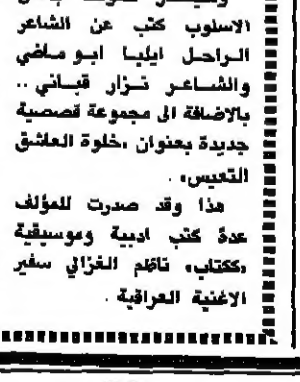 الاسلوب كتب عن الشاعر
الراحل ايليا ابو ماضي
والشاعر نزار قباني ..
بالاضافة الى مجموعة قصصية
جديدة بعنوان «خلوة العاشق
التعيس» .
هذا وقد صدرت للمؤلف
عدة كتب ادبية وموسيقية
«ككتاب» ناظم الغزالي سفير
الاغنية العراقية .